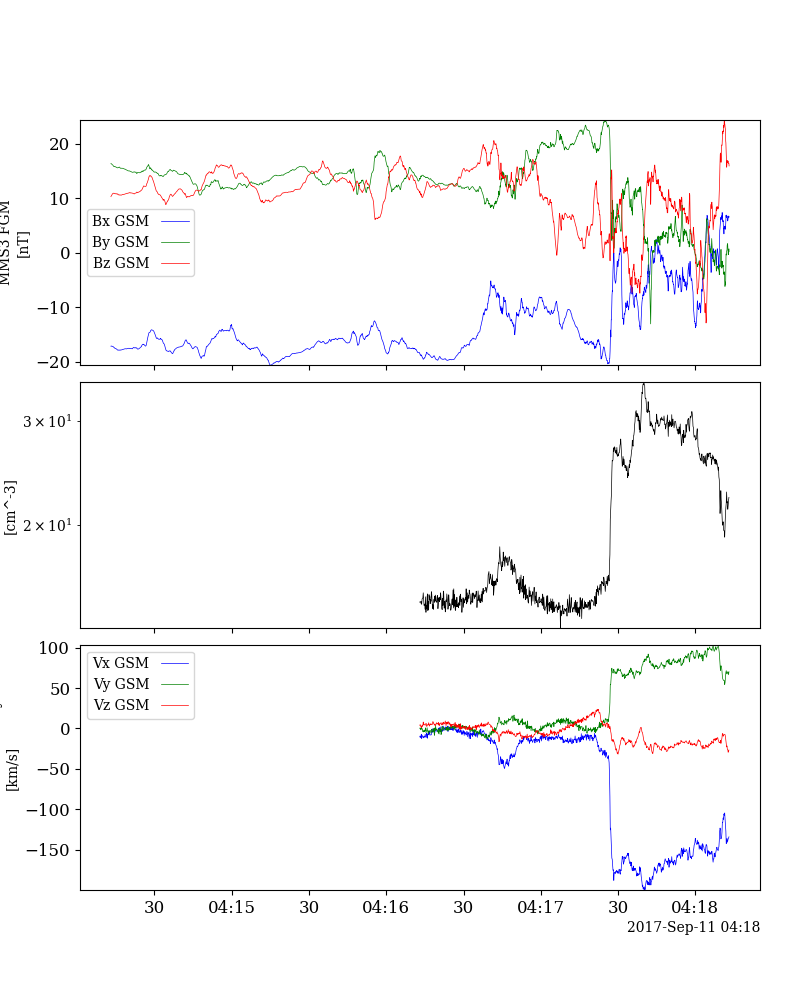 20
10
0
−10
−20
MMS3 FGM
[nT]
Bx GSM
By GSM
Bz GSM
3 × 10¹
2 × 10¹
[cm^-3]
100
50
0
−50
−100
−150
[km/s]
Vx GSM
Vy GSM
Vz GSM
30 04:15 30 04:16 30 04:17 30 04:18
2017-Sep-11 04:18